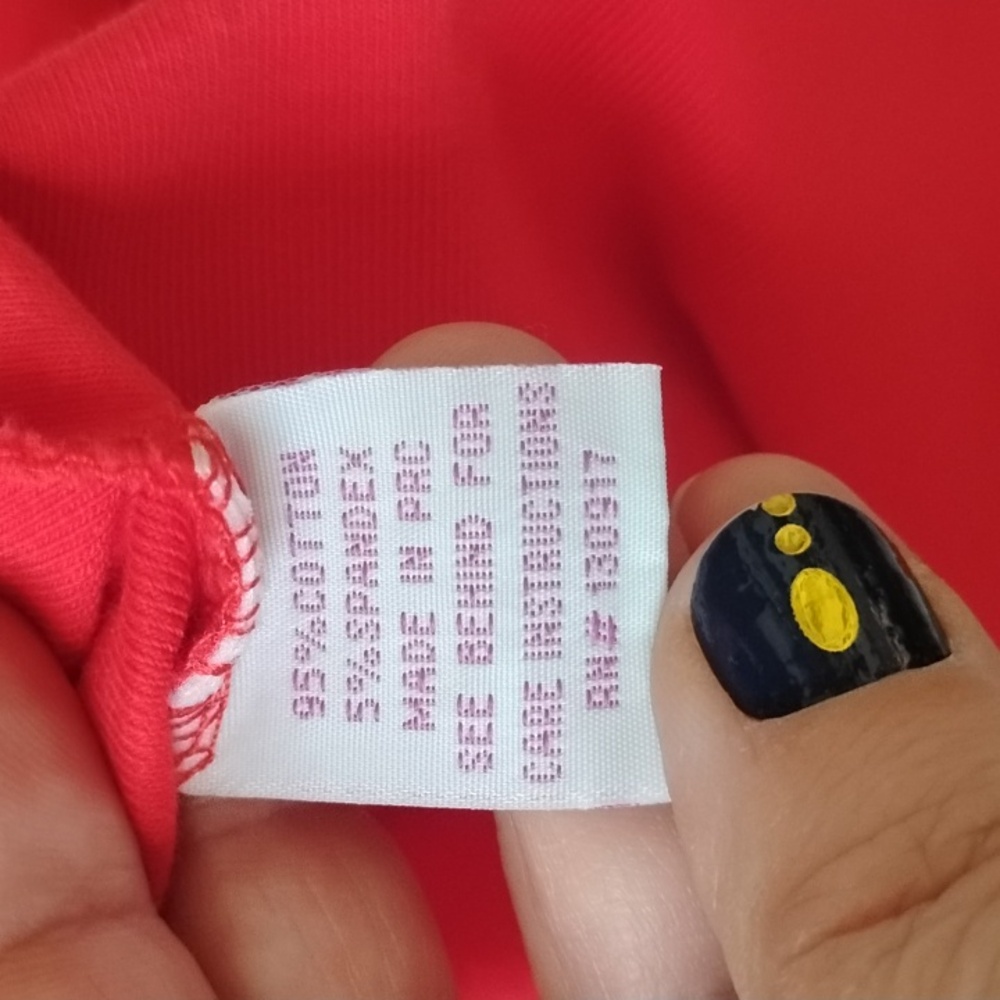 95%COTTON
5%SPANDEX
MADE IN PRC
SEE BEHIND FOR
CARE INSTRUCTIONS
RN# 130917